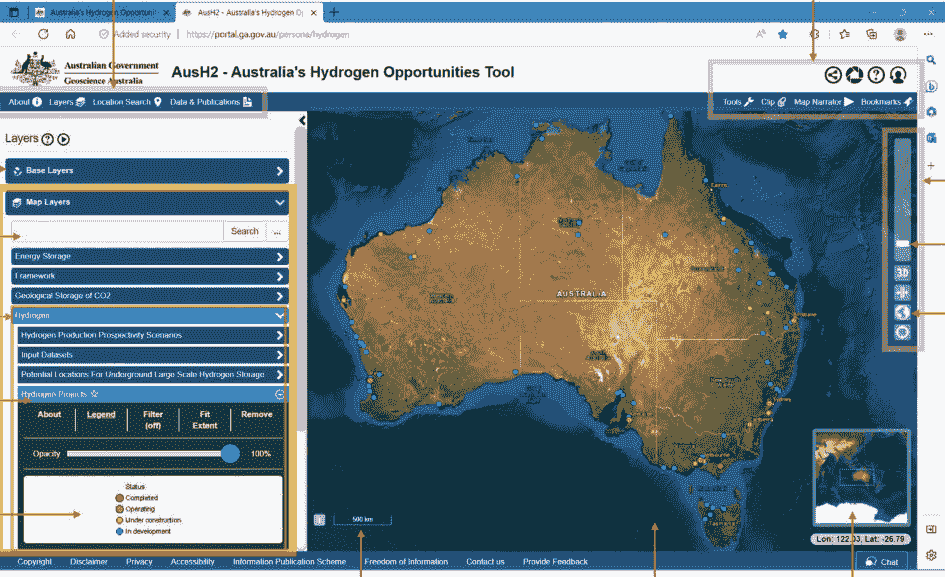 Australia's Hydrogen Opportuniti
AusH2 - Australia's Hydrogen Op
Added security
https://portal.ga.gov.au/persona/hydrogen
Australian Government
Geoscience Australia
AusH2 - Australia's Hydrogen Opportunities Tool
About Layers Location Search Data & Publications
Tools Clip Map Narrator Bookmarks
Layers
Base Layers
Map Layers
Search ...
Energy Storage
Framework
Geological Storage of CO2
Hydrogen
Hydrogen Production Prospectivity Scenarios
Input Datasets
Potential Locations For Underground Large Scale Hydrogen Storage
Hydrogen Projects
About Legend Filter (off) Fit Extent Remove
Opacity 100%
Status
Completed
Operating
Under construction
In development
Cairns
AUSTRALIA
Sydney
3D
500 km
Lon: 122.03, Lat: -26.79
Copyright Disclaimer Privacy Accessibility Information Publication Scheme Freedom of Information Contact us Provide Feedback
Chat